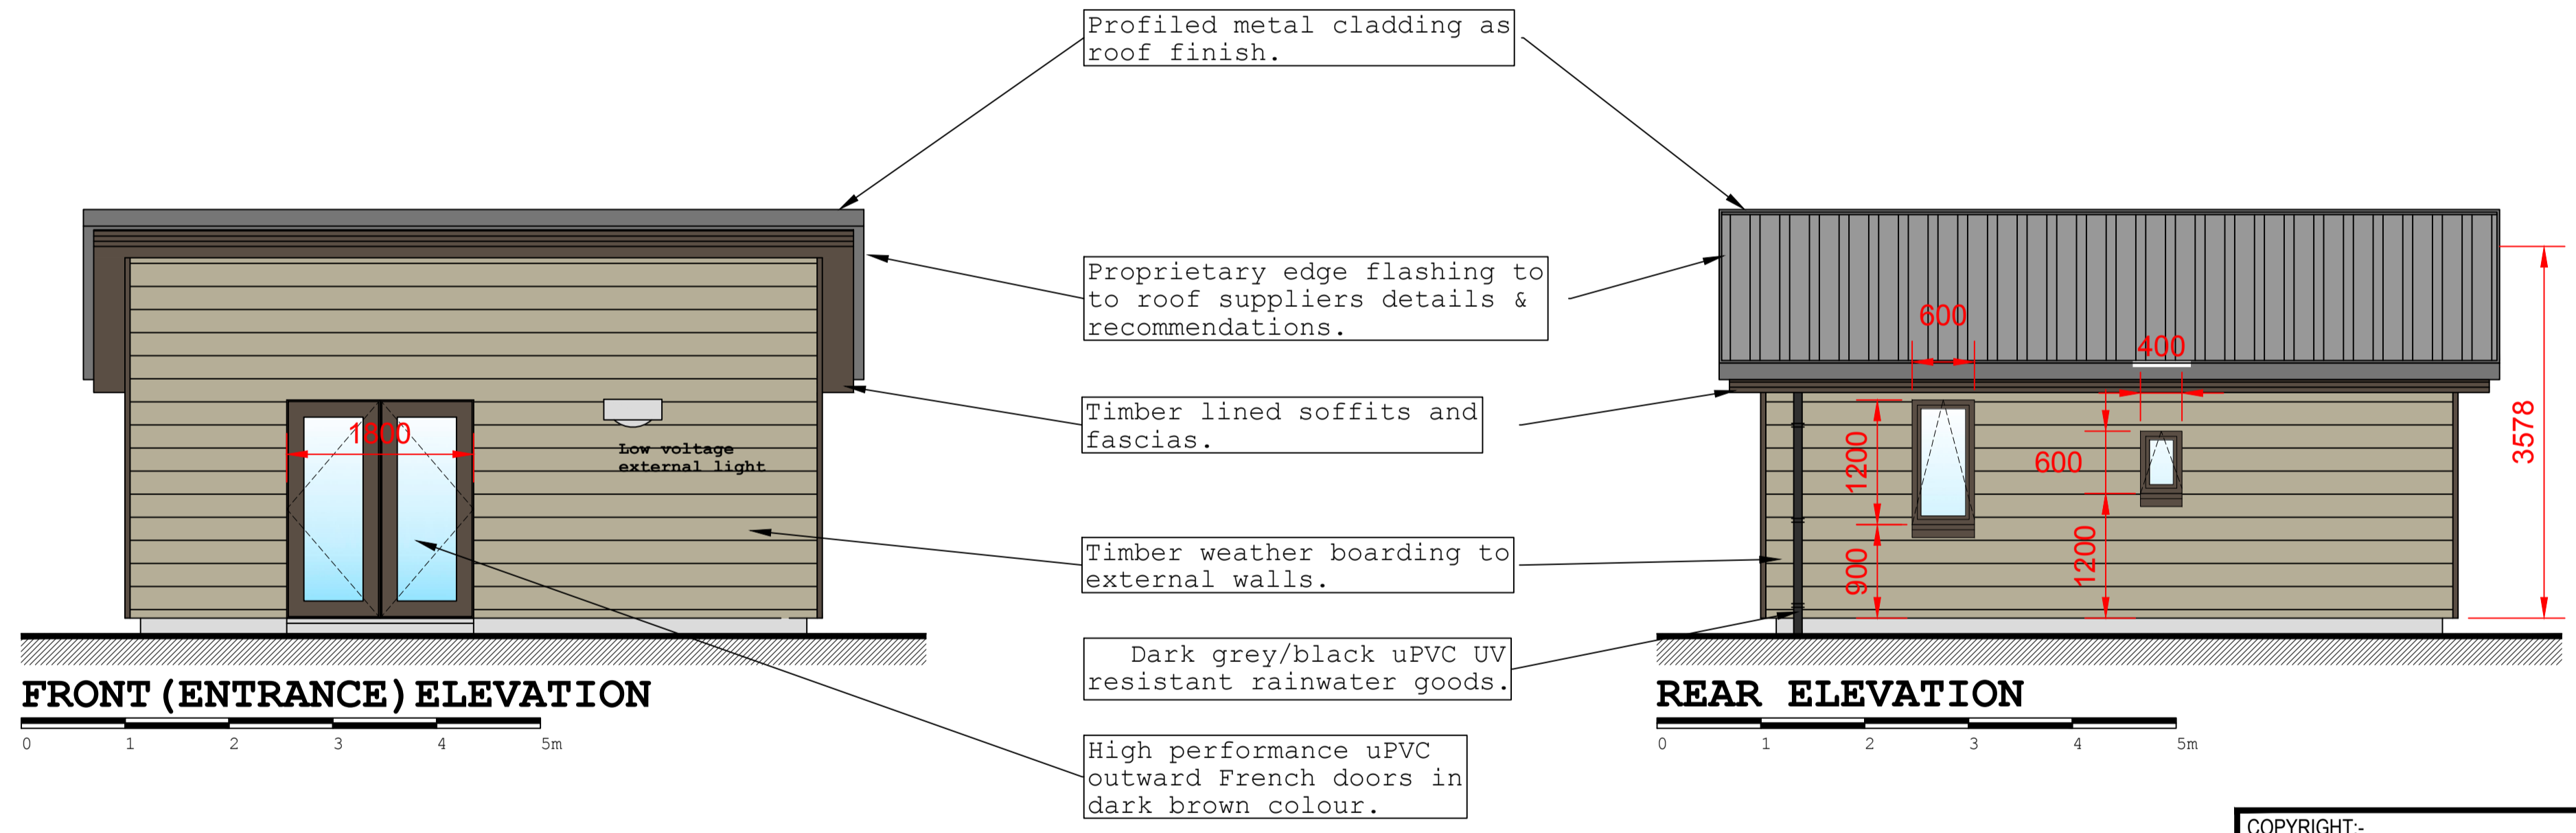 Profiled metal cladding as
roof finish.
Proprietary edge flashing to
to roof suppliers details &
recommendations.
Timber lined soffits and
fascias.
Timber weather boarding to
external walls.
Dark grey/black uPVC UV
resistant rainwater goods.
High performance uPVC
outward French doors in
dark brown colour.
1800
Low voltage
external light
FRONT(ENTRANCE)ELEVATION
0 1 2 3 4 5m
600
400
1200
600
900
1200
3578
REAR ELEVATION
0 1 2 3 4 5m
COPYRIGHT:-